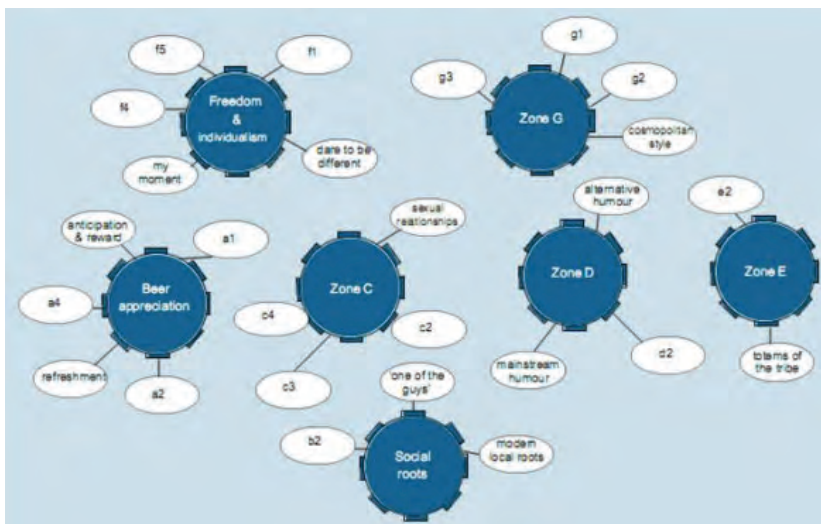 f5
f1
f4
Freedom
&
individualism
my
moment
dare to be
different
g1
g3
g2
Zone G
cosmopolitan
style
anticipation
& reward
a1
a4
Beer
appreciation
refreshment
a2
sexual
relationships
Zone C
c4
c2
c3
alternative
humour
Zone D
mainstream
humour
d2
e2
Zone E
totems of
the tribe
one of the
guys'
b2
Social
roots
modern
local roots